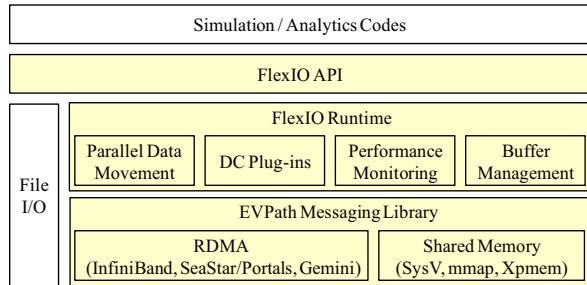 Simulation / Analytics Codes
FlexIO API
File
I/O
FlexIO Runtime
Parallel Data
Movement
DC Plug-ins
Performance
Monitoring
Buffer
Management
EVPath Messaging Library
RDMA
(InfiniBand, SeaStar/Portals, Gemini)
Shared Memory
(SysV, mmap, Xpmem)